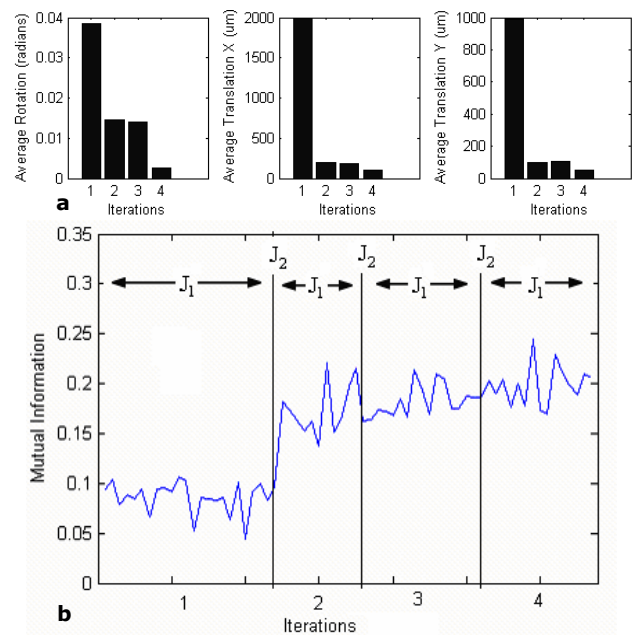 0.04
0.03
0.02
0.01
0
Average Rotation (radians)
1 2 3 4
Iterations
a
2000
1500
1000
500
0
Average Translation X (um)
1 2 3 4
Iterations
1000
800
600
400
200
0
Average Translation Y (um)
1 2 3 4
Iterations
0.35
0.3
0.25
0.2
0.15
0.1
0.05
0
Mutual Information
J2 J2 J2
J1 J1 J1 J1
1 2 3 4
Iterations
b